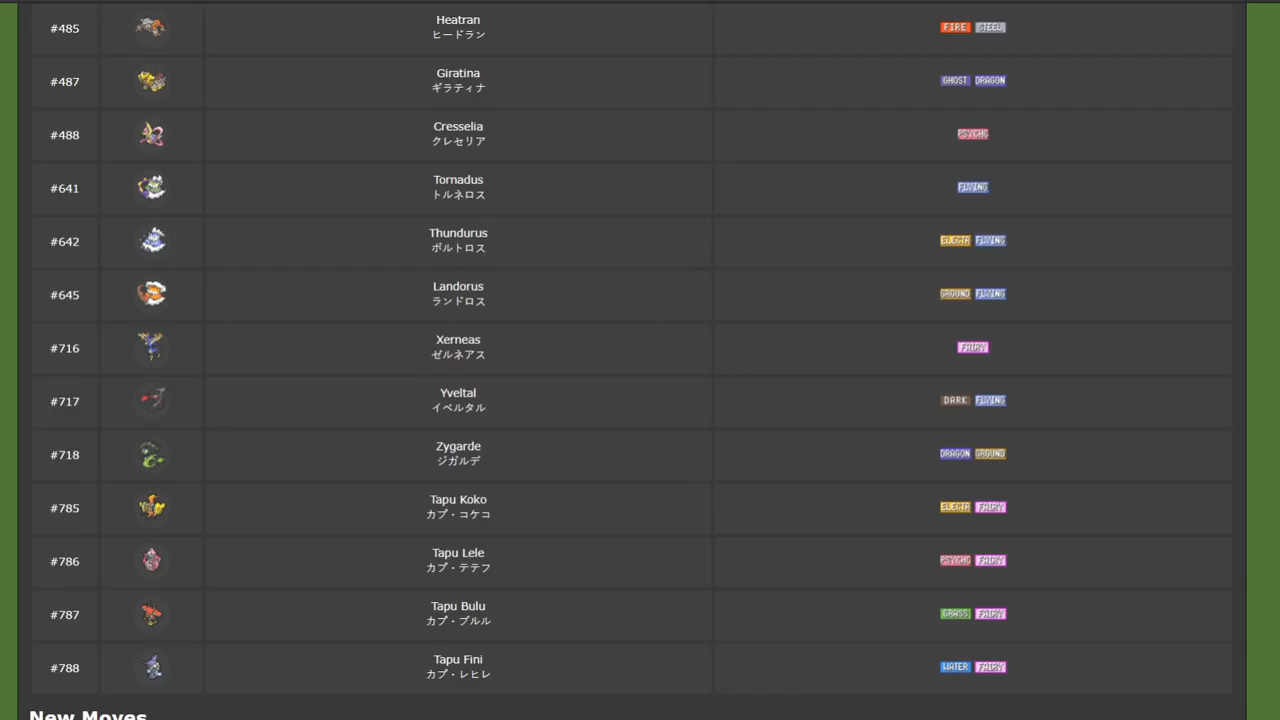 #485
Heatran
ヒードラン
FIRE STEEL
#487
Giratina
ギラティナ
GHOST DRAGON
#488
Cresselia
クレセリア
PSYCHC
#641
Tornadus
トルネロス
FLYING
#642
Thundurus
ボルトロス
ELECTR FLYING
#645
Landorus
ランドロス
GROUND FLYING
#716
Xerneas
ゼルネアス
FAIRY
#717
Yveltal
イベルタル
DARK FLYING
#718
Zygarde
ジガルデ
DRAGON GROUND
#785
Tapu Koko
カプ・コケコ
ELECTR FAIRY
#786
Tapu Lele
カプ・テテフ
PSYCHC FAIRY
#787
Tapu Bulu
カプ・ブルル
GRASS FAIRY
#788
Tapu Fini
カプ・レヒレ
WATER FAIRY
New Moves